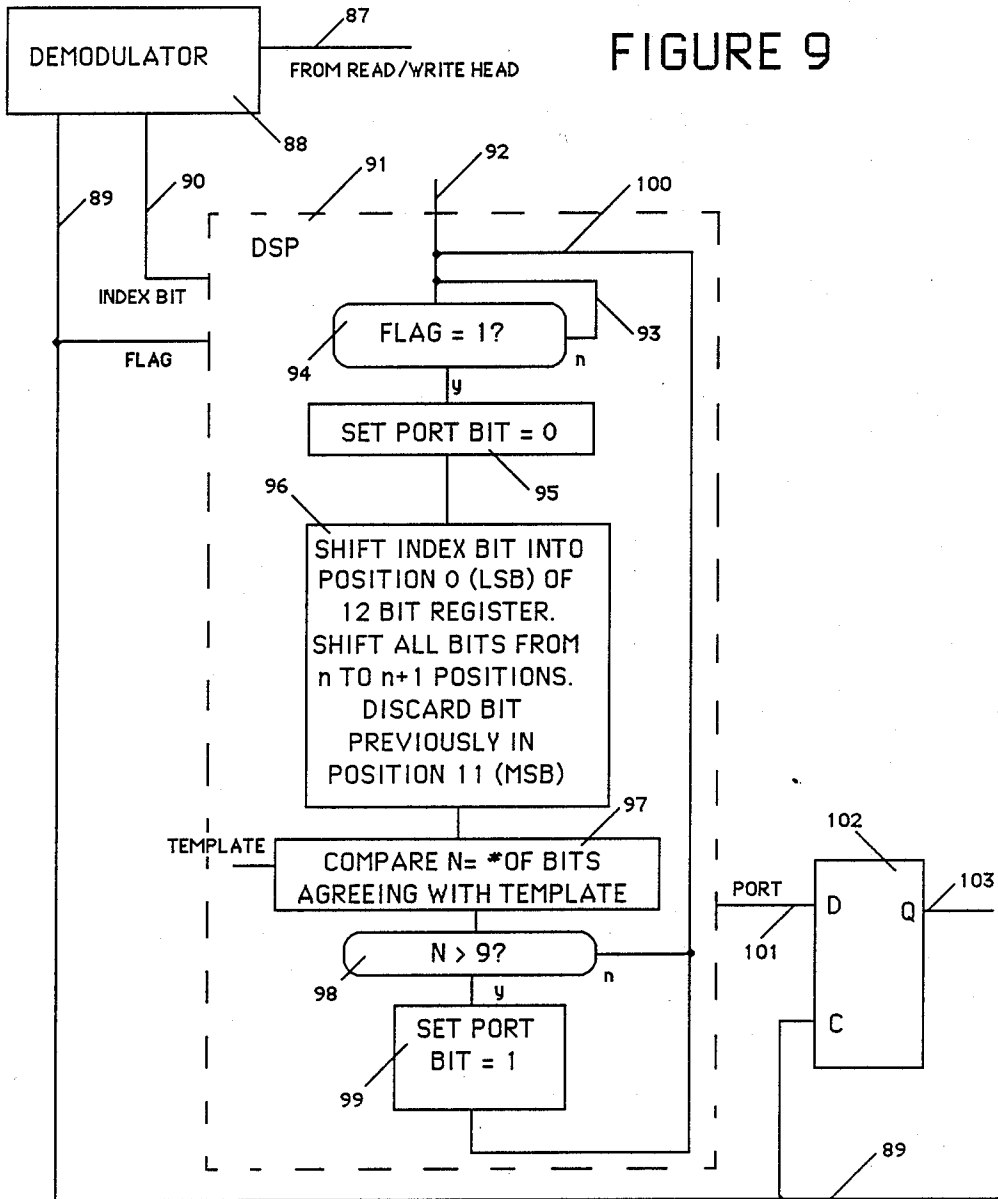 FIGURE 9
87
DEMODULATOR
FROM READ/WRITE HEAD
88
92
91
90
89
100
DSP
INDEX BIT
FLAG = 1?
93
FLAG
94
n
y
SET PORT BIT = 0
96
95
SHIFT INDEX BIT INTO
POSITION 0 (LSB) OF
12 BIT REGISTER.
SHIFT ALL BITS FROM
n TO n+1 POSITIONS.
DISCARD BIT
PREVIOUSLY IN
POSITION 11 (MSB)
97
TEMPLATE
COMPARE N= # OF BITS
AGREEING WITH TEMPLATE
102
PORT
103
D
Q
101
N > 9?
98
n
y
SET PORT
BIT = 1
C
99
89